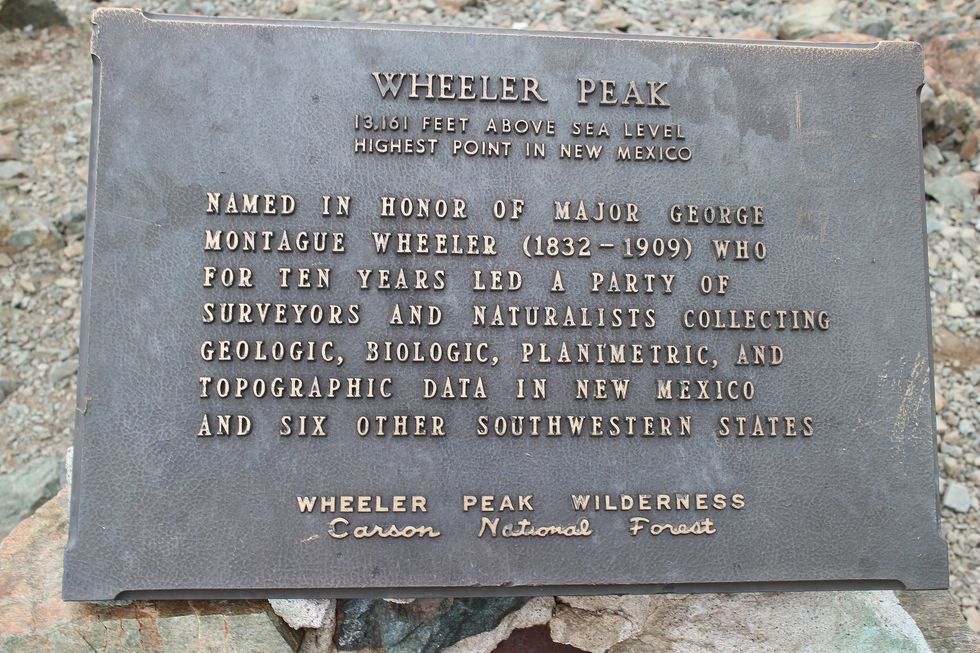 WHEELER PEAK
13,161 FEET ABOVE SEA LEVEL
HIGHEST POINT IN NEW MEXICO
NAMED IN HONOR OF MAJOR GEORGE
MONTAGUE WHEELER (1832–1909) WHO
FOR TEN YEARS LED A PARTY OF
SURVEYORS AND NATURALISTS COLLECTING
GEOLOGIC, BIOLOGIC, PLANIMETRIC, AND
TOPOGRAPHIC DATA IN NEW MEXICO
AND SIX OTHER SOUTHWESTERN STATES
WHEELER PEAK WILDERNESS
Carson National Forest